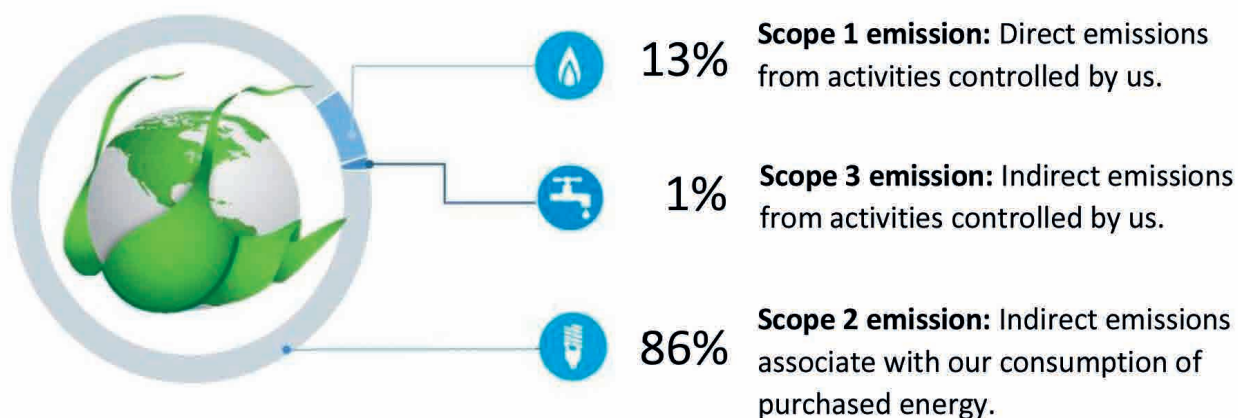 13%
Scope 1 emission: Direct emissions
from activities controlled by us.
1%
Scope 3 emission: Indirect emissions
from activities controlled by us.
86%
Scope 2 emission: Indirect emissions
associate with our consumption of
purchased energy.